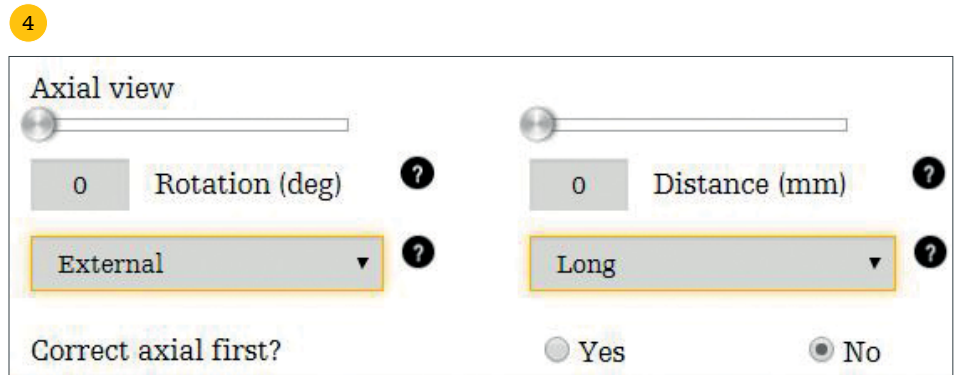 4
Axial view
0 Rotation (deg) ? 0 Distance (mm) ?
External ? Long ?
Correct axial first? Yes No